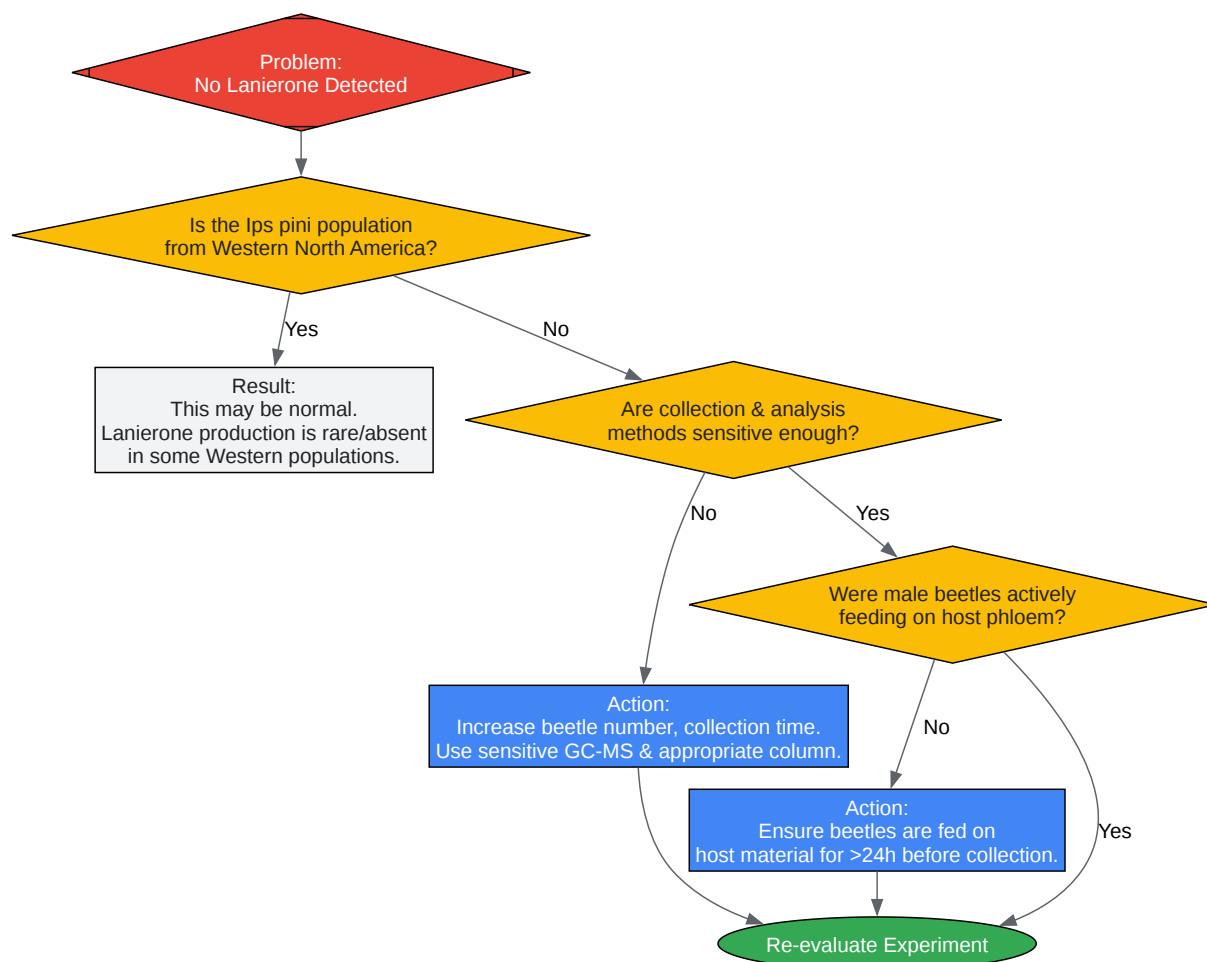 Problem:
No Lanierone Detected
Is the Ips pini population
from Western North America?
Yes
No
Result:
This may be normal.
Lanierone production is rare/absent
in some Western populations.
Are collection & analysis
methods sensitive enough?
No
Yes
Were male beetles actively
feeding on host phloem?
Action:
Increase beetle number, collection time.
Use sensitive GC-MS & appropriate column.
No
Yes
Action:
Ensure beetles are fed on
host material for >24h before collection.
Re-evaluate Experiment